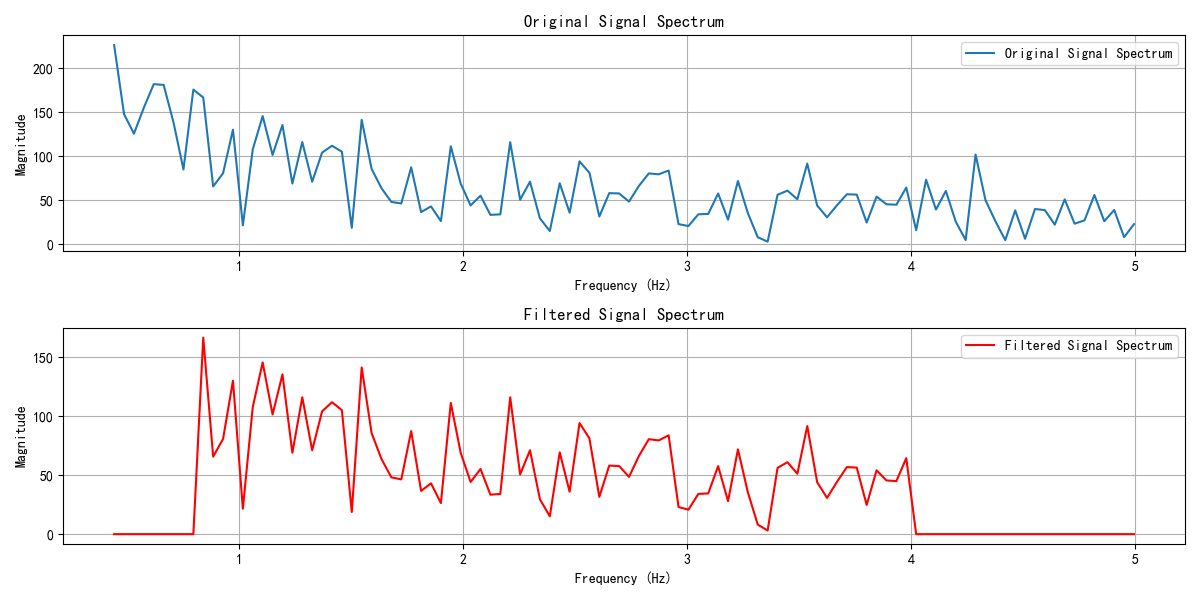 Original Signal Spectrum
Original Signal Spectrum
Magnitude
200
150
100
50
0
1 2 3 4 5
Frequency (Hz)
Filtered Signal Spectrum
Filtered Signal Spectrum
Magnitude
150
100
50
0
1 2 3 4 5
Frequency (Hz)